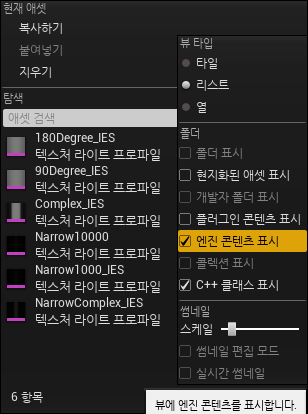 현재 애셋
복사하기
붙여넣기
지우기
탐색
애셋 검색
180Degree_IES
텍스처 라이트 프로파일
90Degree_IES
텍스처 라이트 프로파일
Complex_IES
텍스처 라이트 프로파일
Narrow10000
텍스처 라이트 프로파일
Narrow1000_IES
텍스처 라이트 프로파일
NarrowComplex_IES
텍스처 라이트 프로파일
6 항목
뷰 타입
타일
리스트
열
폴더
폴더 표시
현지화된 애셋 표시
개발자 폴더 표시
플러그인 콘텐츠 표시
엔진 콘텐츠 표시
콜렉션 표시
C++ 클래스 표시
썸네일
스케일
썸네일 편집 모드
실시간 썸네일
뷰에 엔진 콘텐츠를 표시합니다.